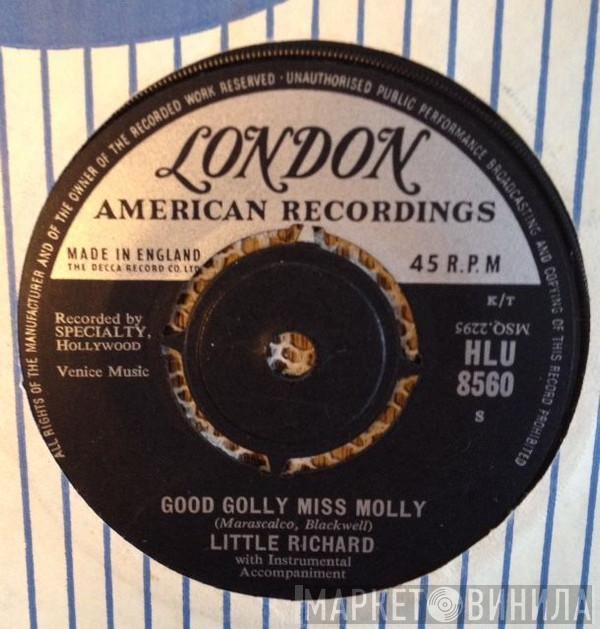 ALL RIGHTS OF THE MANUFACTURER AND OF THE OWNER OF THE RECORDED WORK RESERVED · UNAUTHORISED PUBLIC PERFORMANCE BROADCASTING AND COPYING OF THIS RECORD PROHIBITED
LONDON
AMERICAN RECORDINGS
MADE IN ENGLAND
THE DECCA RECORD CO. LTD
45 R.P.M
K/T
MSQ.2295
HLU
8560
S
Recorded by
SPECIALTY,
HOLLYWOOD
Venice Music
GOOD GOLLY MISS MOLLY
(Marascalco, Blackwell)
LITTLE RICHARD
with Instrumental
Accompaniment
МАРКЕТ ВИНИЛА